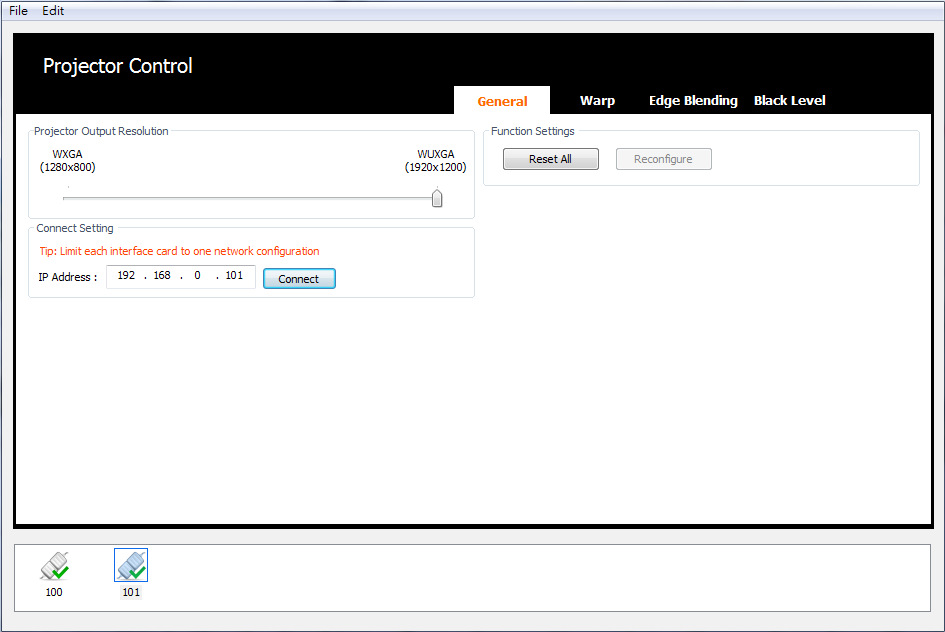 File Edit
Projector Control
General Warp Edge Blending Black Level
Projector Output Resolution
WXGA
(1280x800)
WUXGA
(1920x1200)
Function Settings
Reset All Reconfigure
Connect Setting
Tip: Limit each interface card to one network configuration
IP Address : 192 . 168 . 0 . 101 Connect
100 101